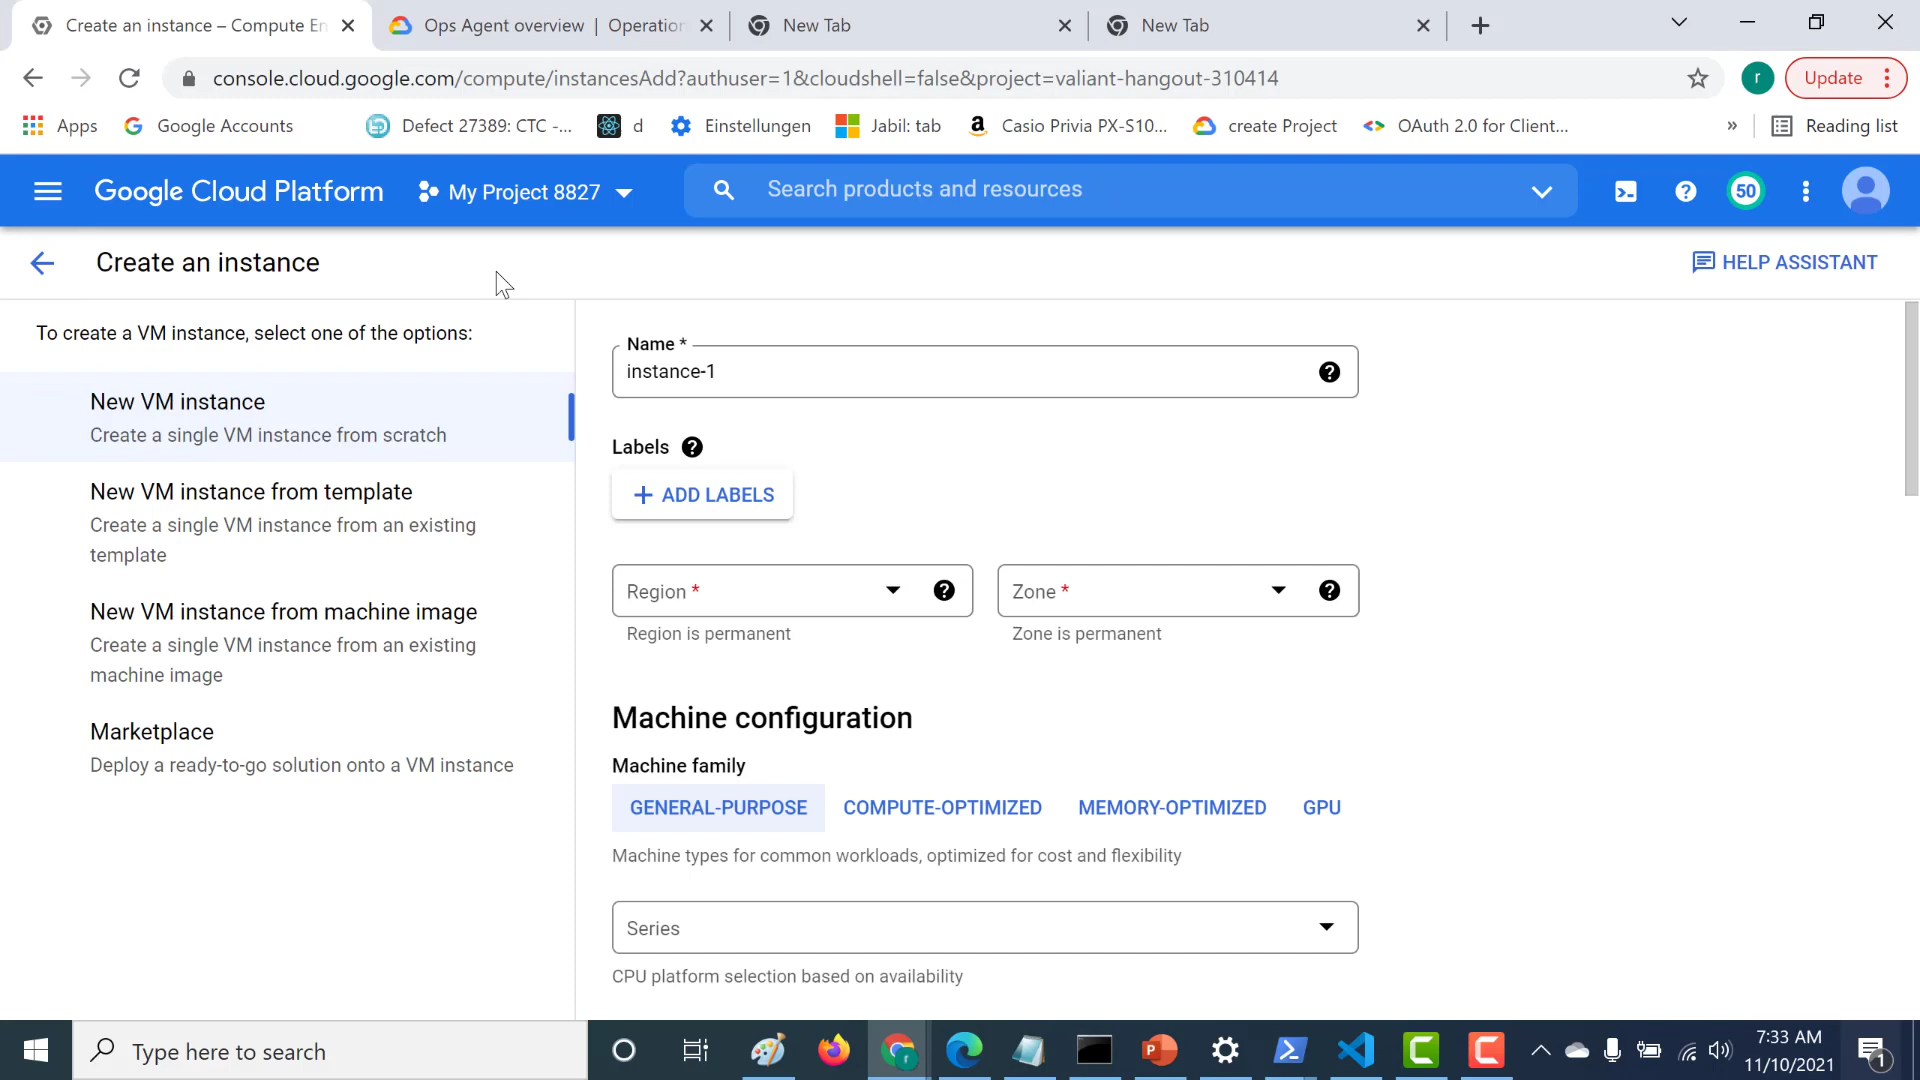 Create an instance – Compute En
Ops Agent overview | Operation
New Tab
New Tab
console.cloud.google.com/compute/instancesAdd?authuser=1&cloudshell=false&project=valiant-hangout-310414
r
Update
Apps
Google Accounts
Defect 27389: CTC -...
d
Einstellungen
Jabil: tab
Casio Privia PX-S10...
create Project
OAuth 2.0 for Client...
»
Reading list
Google Cloud Platform
My Project 8827
Search products and resources
50
Create an instance
HELP ASSISTANT
To create a VM instance, select one of the options:
New VM instance
Create a single VM instance from scratch
New VM instance from template
Create a single VM instance from an existing
template
New VM instance from machine image
Create a single VM instance from an existing
machine image
Marketplace
Deploy a ready-to-go solution onto a VM instance
Name *
instance-1
Labels
ADD LABELS
Region *
Region is permanent
Zone *
Zone is permanent
Machine configuration
Machine family
GENERAL-PURPOSE
COMPUTE-OPTIMIZED
MEMORY-OPTIMIZED
GPU
Machine types for common workloads, optimized for cost and flexibility
Series
CPU platform selection based on availability
Type here to search
7:33 AM
11/10/2021
1